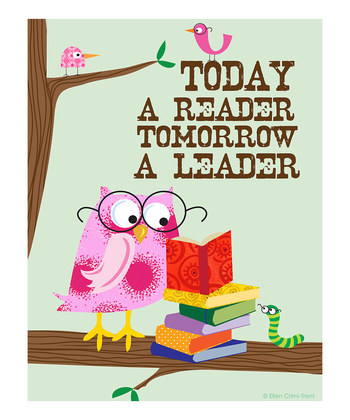 TODAY
A READER
TOMORROW
A LEADER
© Ellen Crimi-Trent